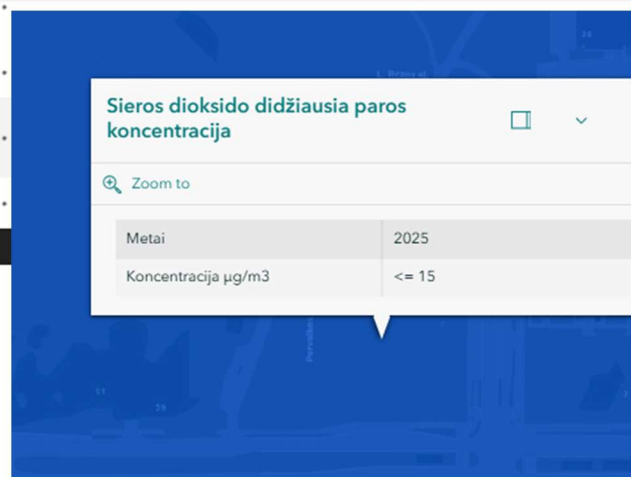 Sieros dioksido didžiausia paros
koncentracija
Zoom to
Metai 2025
Koncentracija µg/m3 <= 15